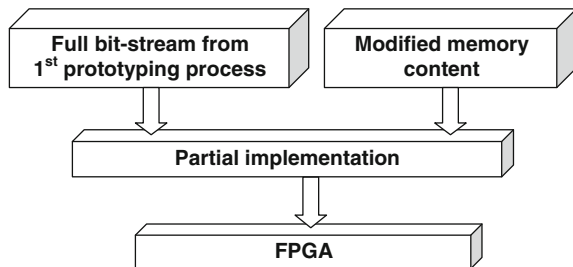 Full bit-stream from
1st prototyping process
Modified memory
content
Partial implementation
FPGA